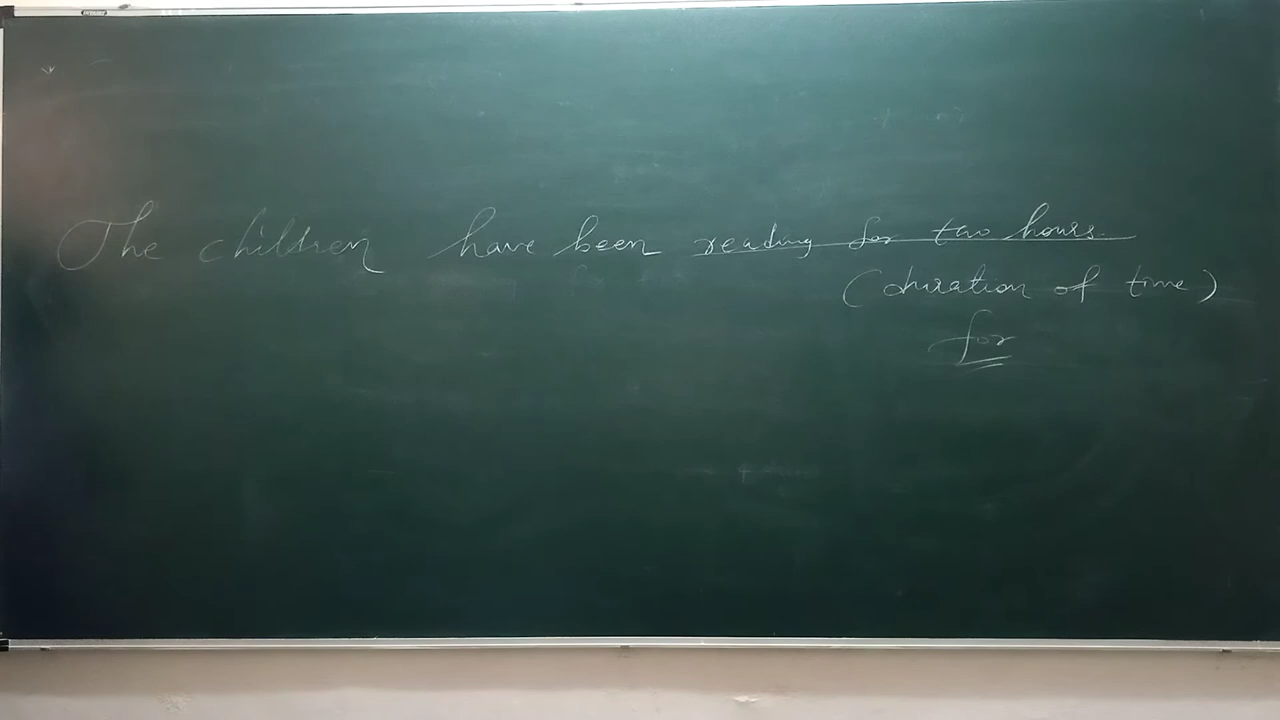 The children have been reading for two hours.
(duration of time)
for